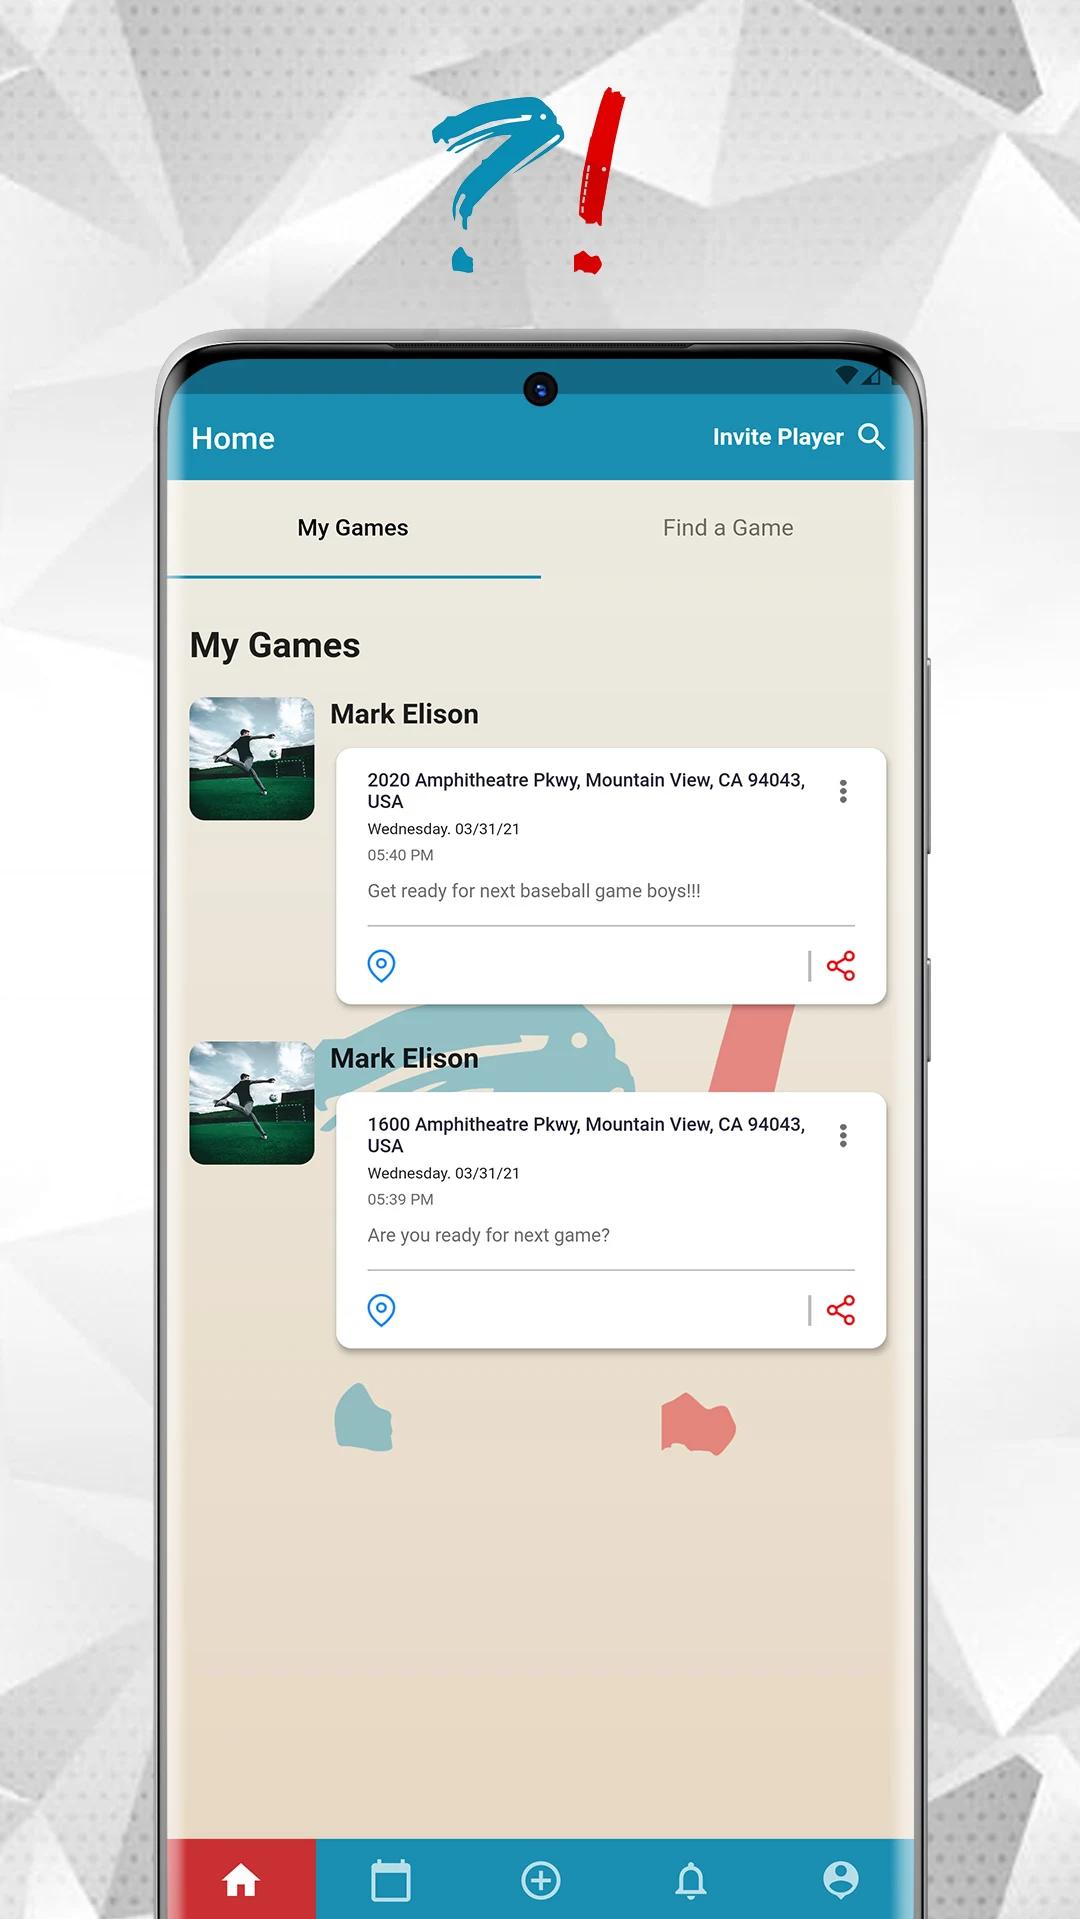 ?!
Home
Invite Player
My Games
Find a Game
My Games
Mark Elison
2020 Amphitheatre Pkwy, Mountain View, CA 94043,
USA
Wednesday. 03/31/21
05:40 PM
Get ready for next baseball game boys!!!
Mark Elison
1600 Amphitheatre Pkwy, Mountain View, CA 94043,
USA
Wednesday. 03/31/21
05:39 PM
Are you ready for next game?